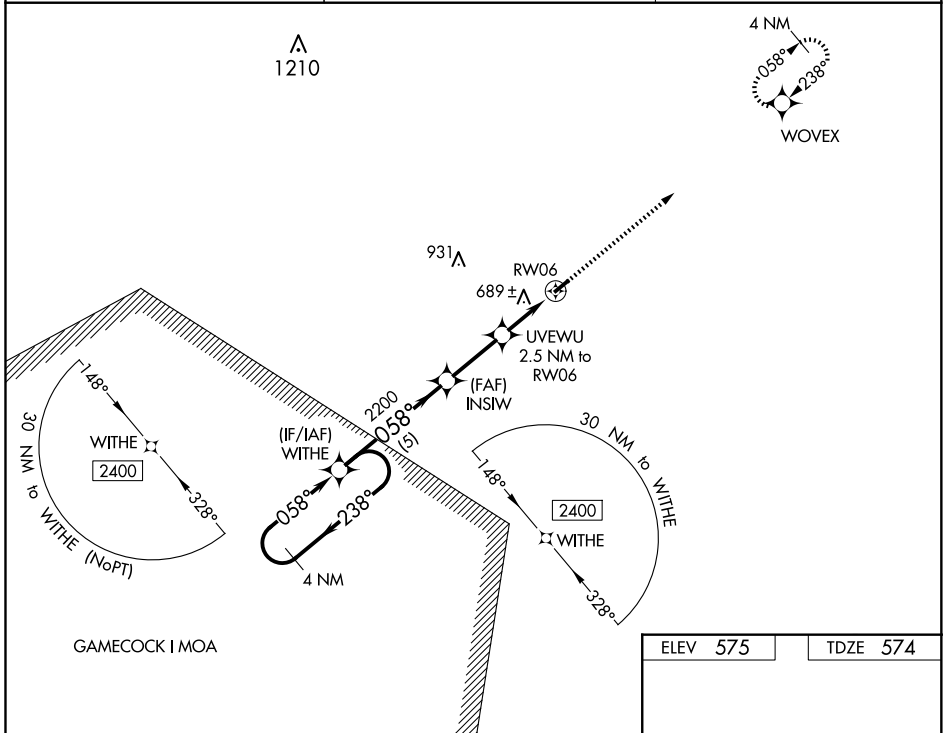 1210
4 NM
058°
238°
WOVEX
931
RW06
689 ±
UVEWU
2.5 NM to
RW06
(FAF)
INSIW
2200
058°
(5)
(IF/IAF)
WITHE
058°
238°
4 NM
148°
WITHE
2400
328°
30 NM to WITHE (NoPT)
30 NM to WITHE
148°
2400
WITHE
328°
GAMECOCK I MOA
ELEV 575
TDZE 574